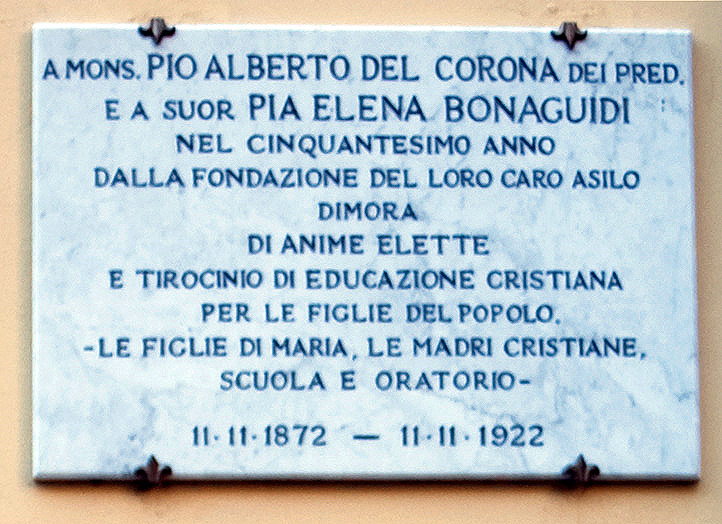 A MONS. PIO ALBERTO DEL CORONA DEI PRED.
E A SUOR PIA ELENA BONAGUIDI
NEL CINQUANTESIMO ANNO
DALLA FONDAZIONE DEL LORO CARO ASILO
DIMORA
DI ANIME ELETTE
E TIROCINIO DI EDUCAZIONE CRISTIANA
PER LE FIGLIE DEL POPOLO.
-LE FIGLIE DI MARIA, LE MADRI CRISTIANE,
SCUOLA E ORATORIO-
11·11·1872 — 11·11·1922